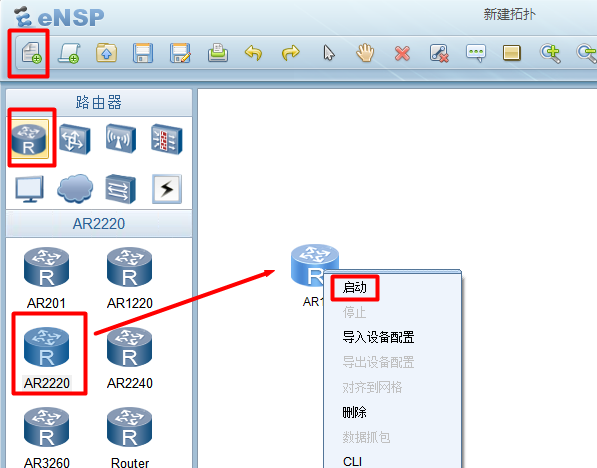 eNSP
新建拓扑
路由器
R
AR2220
R
R
AR201
AR1220
R
R
AR2220
AR2240
R
R
AR3260
Router
R
AR1
启动
停止
导入设备配置
导出设备配置
对齐到网格
删除
数据抓包
CLI